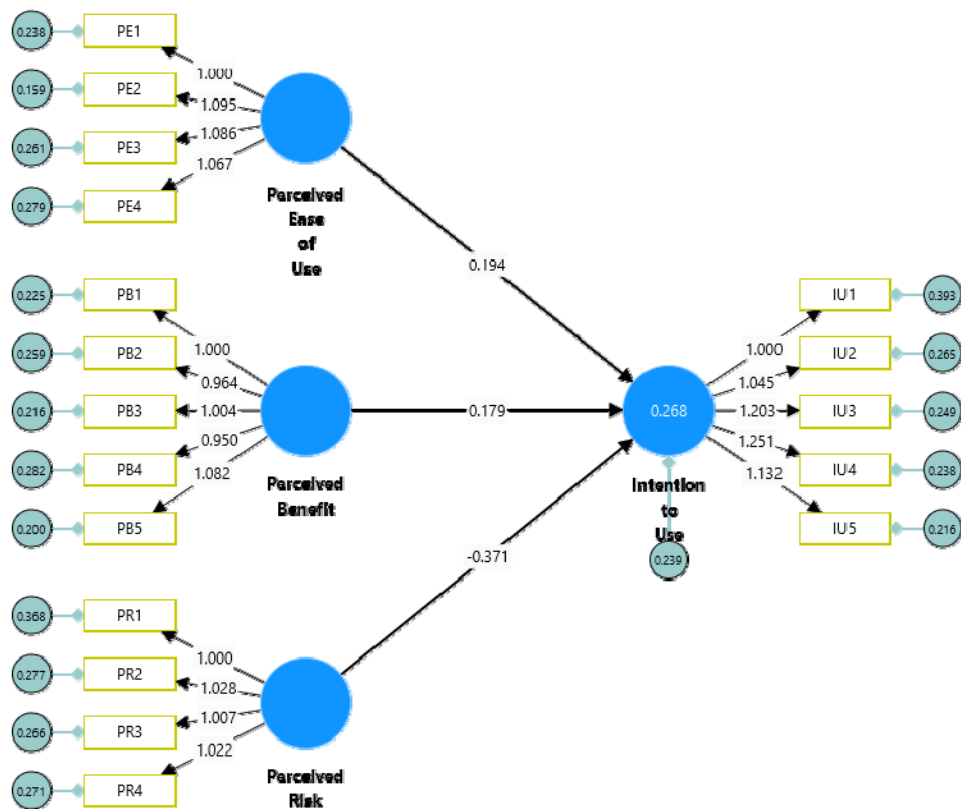 0.238
PE1
1.000
0.159
PE2
1.095
0.261
PE3
1.086
0.279
PE4
1.067
Perceived
Ease
of
Use
0.194
0.225
PB1
1.000
0.259
PB2
0.964
0.216
PB3
1.004
0.282
PB4
0.950
0.200
PB5
1.082
Perceived
Benefit
0.179
0.368
PR1
1.000
0.277
PR2
1.028
0.266
PR3
1.007
0.271
PR4
1.022
Perceived
Risk
-0.371
0.268
Intention
to
Use
0.239
1.000
IU1
0.393
1.045
IU2
0.265
1.203
IU3
0.249
1.251
IU4
0.238
1.132
IU5
0.216